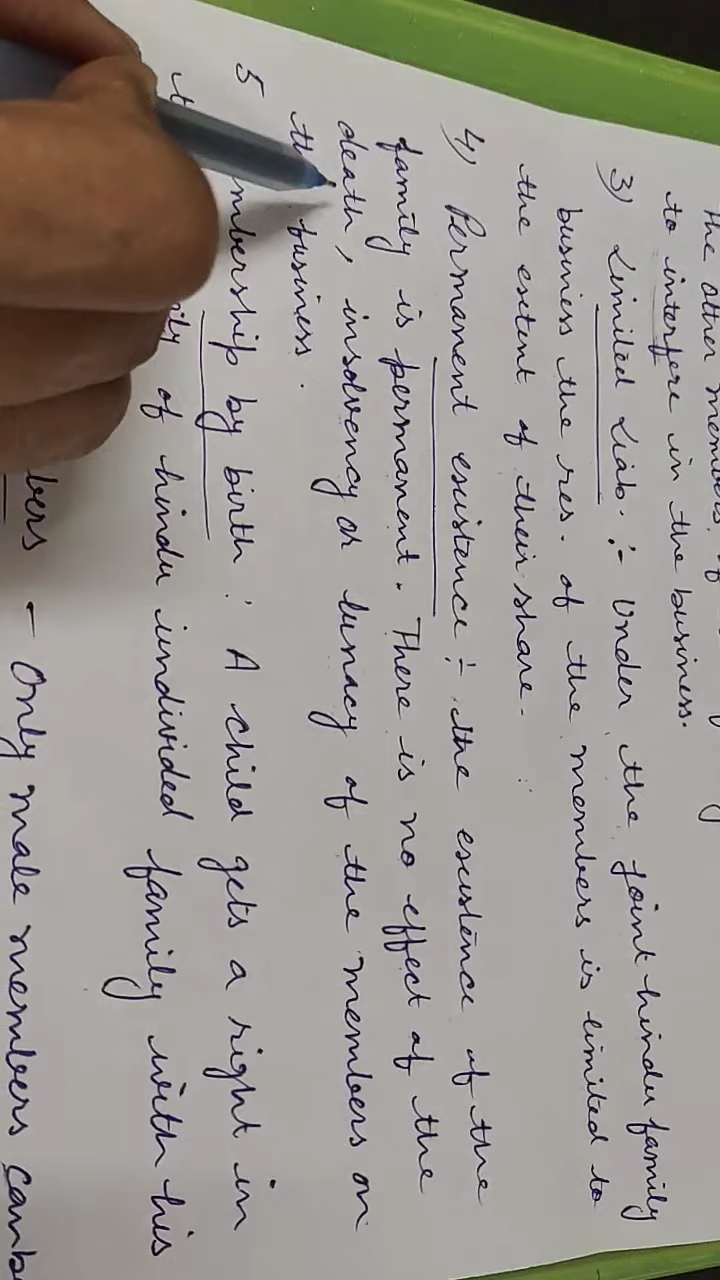 the other members
to interfere in the business.
3) Limited Liab. :- Under the joint hindu family
business the res. of the members is limited to
the extent of their share.
4) Permanent existence :- the existence of the
family is permanent. There is no effect of the
death, insolvency or lunacy of the members on
business.
5 mbership by birth : A child gets a right in
ily of hindu undivided family with his
bers - Only male members can